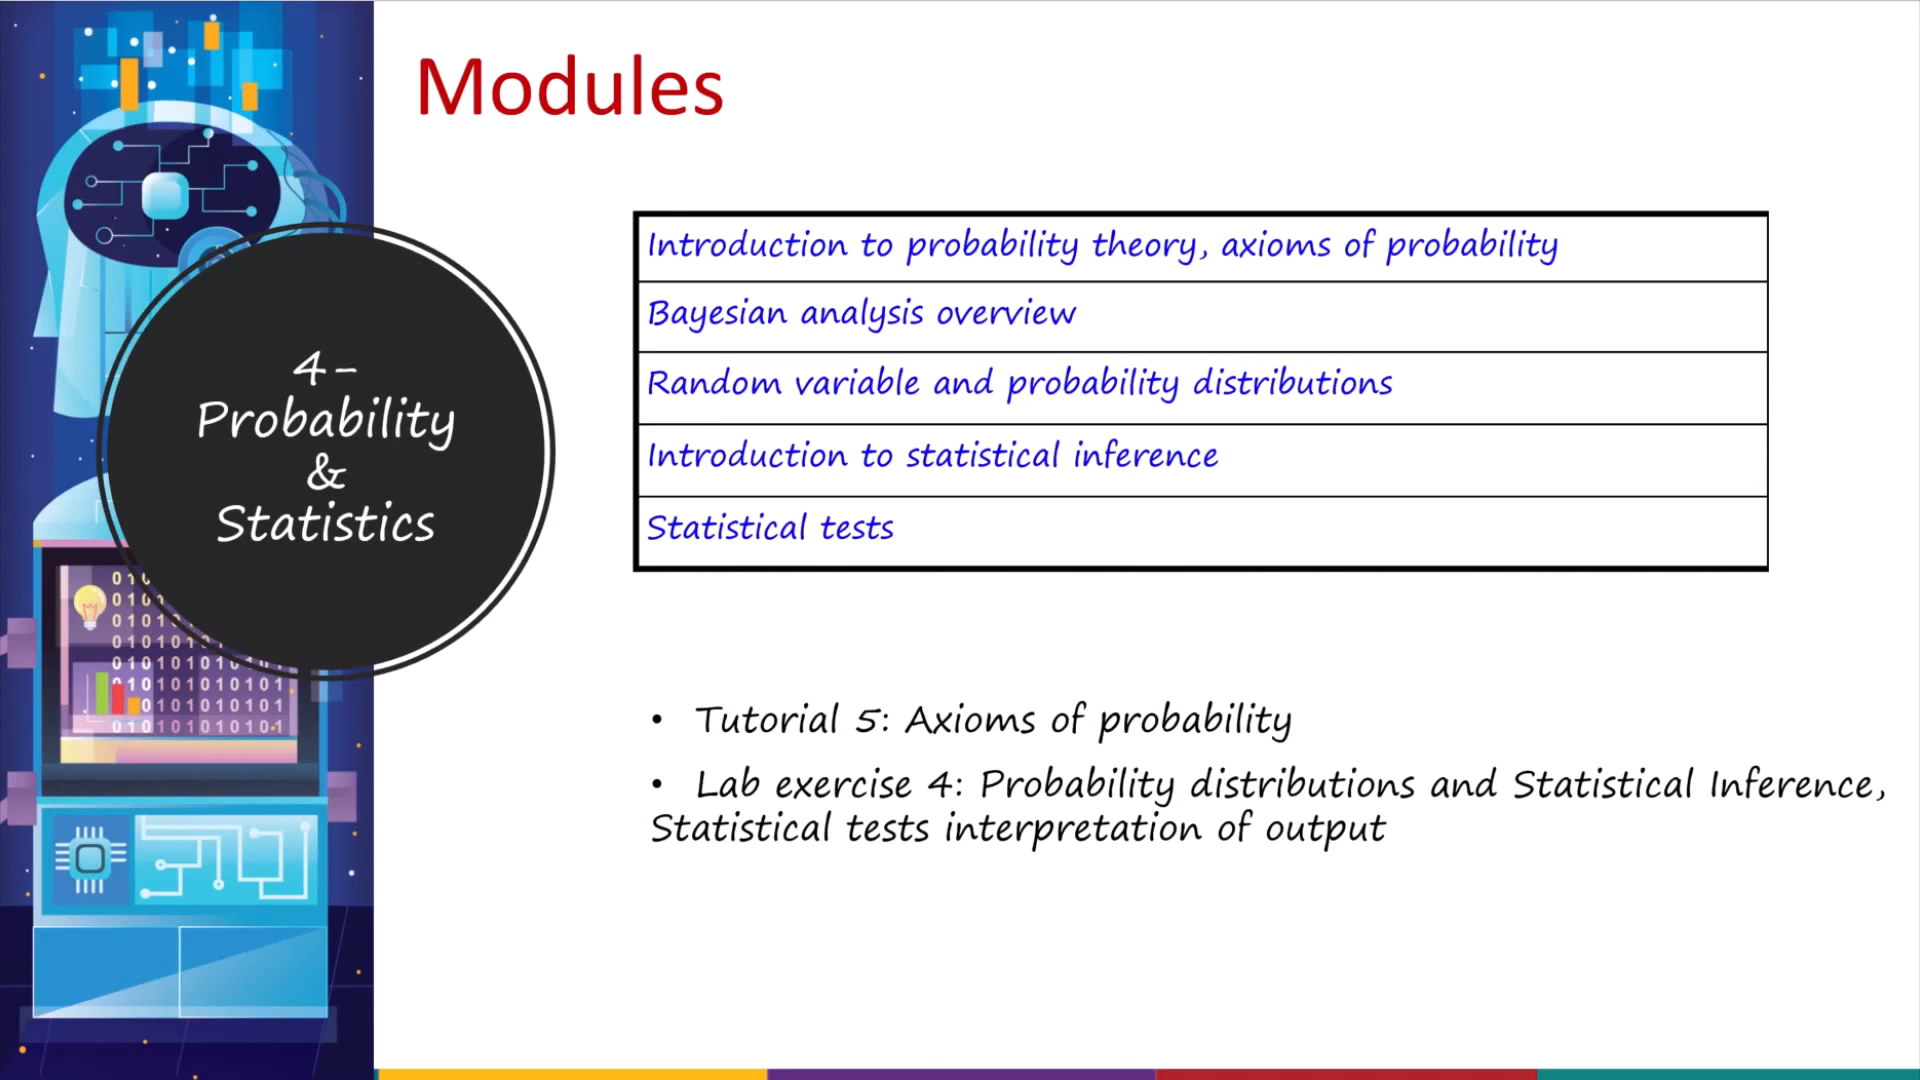 Modules
4-
Probability
&
Statistics
Introduction to probability theory, axioms of probability
Bayesian analysis overview
Random variable and probability distributions
Introduction to statistical inference
Statistical tests
• Tutorial 5: Axioms of probability
• Lab exercise 4: Probability distributions and Statistical Inference,
Statistical tests interpretation of output